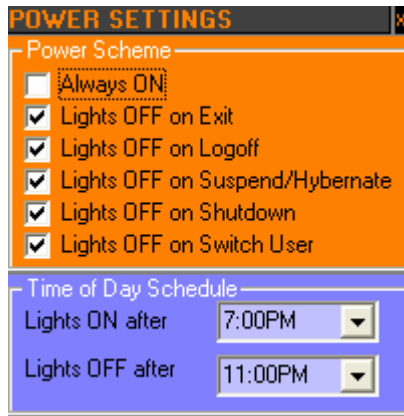 POWER SETTINGS
Power Scheme
Always ON
Lights OFF on Exit
Lights OFF on Logoff
Lights OFF on Suspend/Hybernate
Lights OFF on Shutdown
Lights OFF on Switch User
Time of Day Schedule
Lights ON after 7:00PM
Lights OFF after 11:00PM